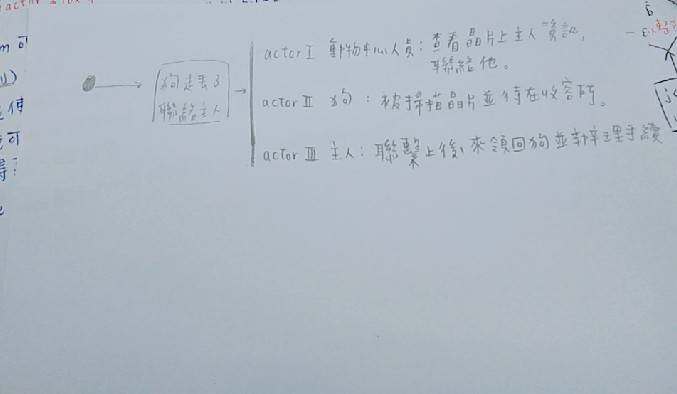 actor
m 可
使
可
actor I 動物中心人員：查看晶片上主人資訊，
聯絡他。
狗走丟了
聯絡主人
actor II 狗：被掃描晶片並待在收容所。
actor III 主人：聯繫上後，來領回狗並辦理手續